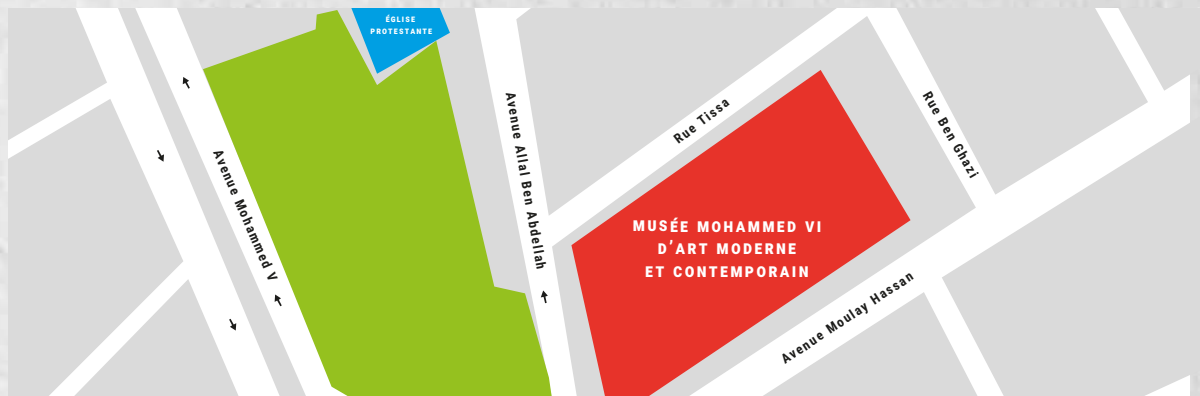 ÉGLISE
PROTESTANTE
Avenue Mohammed V
Avenue Allal Ben Abdellah
Rue Tissa
Rue Ben Ghazi
MUSÉE MOHAMMED VI
D'ART MODERNE
ET CONTEMPORAIN
Avenue Moulay Hassan